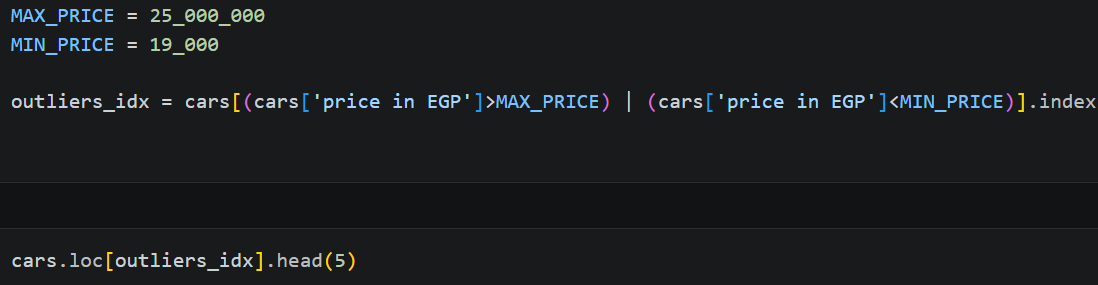 MAX_PRICE = 25_000_000
MIN_PRICE = 19_000
outliers_idx = cars[(cars['price in EGP']>MAX_PRICE) | (cars['price in EGP']<MIN_PRICE)].index
cars.loc[outliers_idx].head(5)